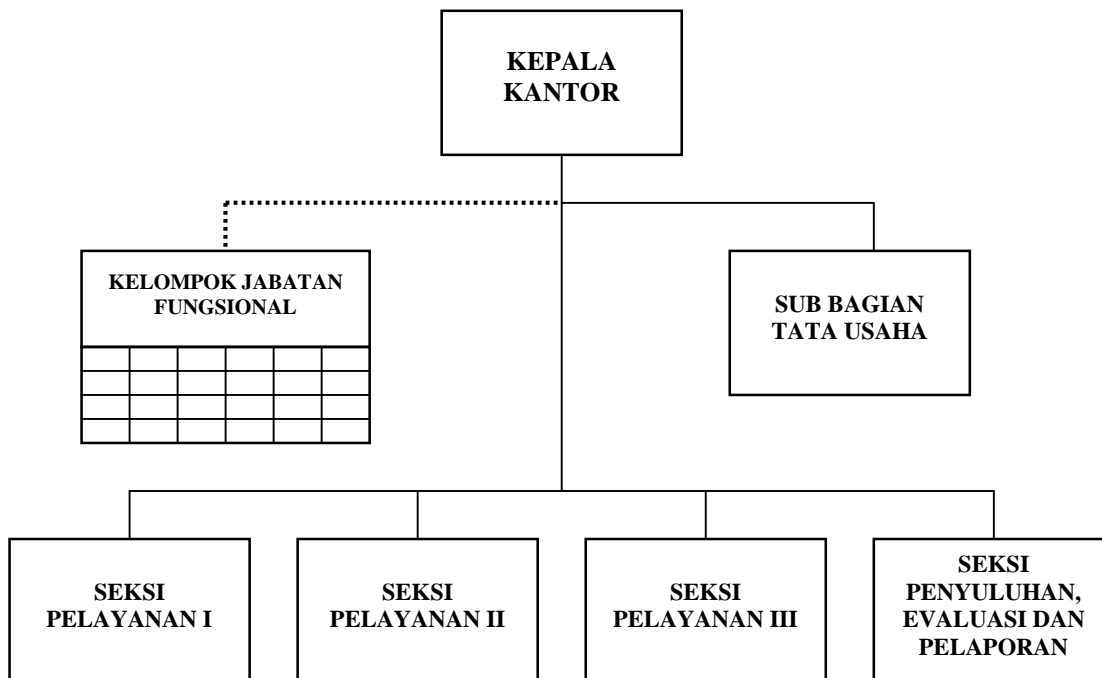 KEPALA
KANTOR
KELOMPOK JABATAN
FUNGSIONAL
SUB BAGIAN
TATA USAHA
SEKSI
PELAYANAN I
SEKSI
PELAYANAN II
SEKSI
PELAYANAN III
SEKSI
PENYULUHAN,
EVALUASI DAN
PELAPORAN